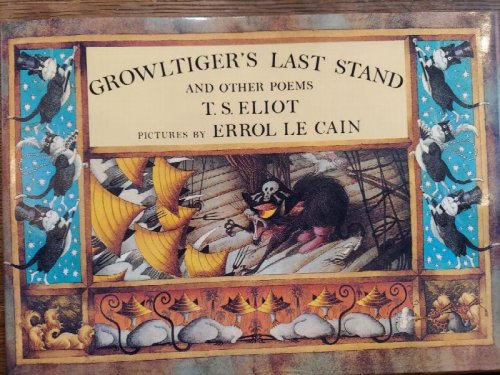 GROWLTIGER'S LAST STAND
AND OTHER POEMS
T. S. ELIOT
PICTURES BY ERROL LE CAIN